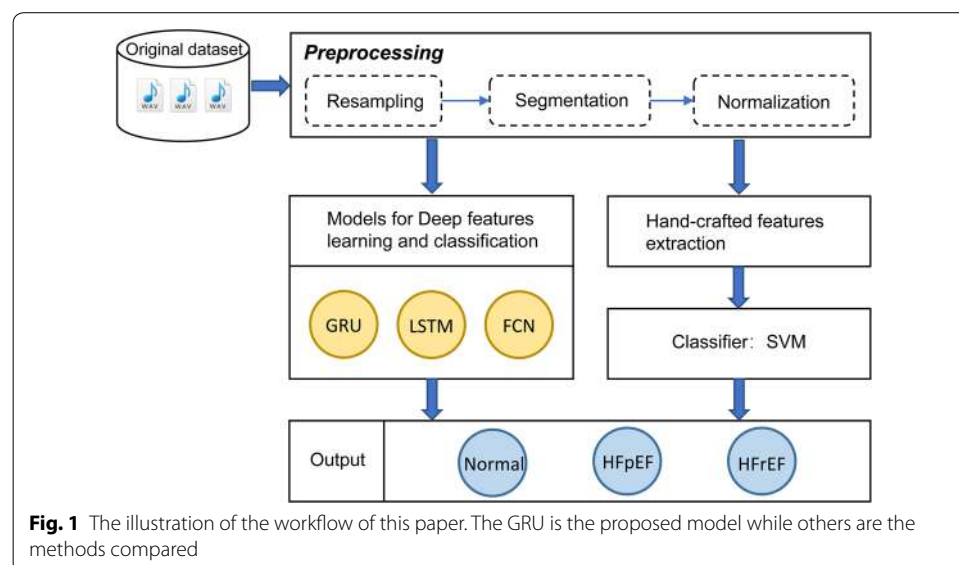 Original dataset
WAV WAV WAV
Preprocessing
Resampling
Segmentation
Normalization
Models for Deep features
learning and classification
GRU
LSTM
FCN
Hand-crafted features
extraction
Classifier: SVM
Output
Normal
HFpEF
HFrEF
Fig. 1 The illustration of the workflow of this paper. The GRU is the proposed model while others are the
methods compared